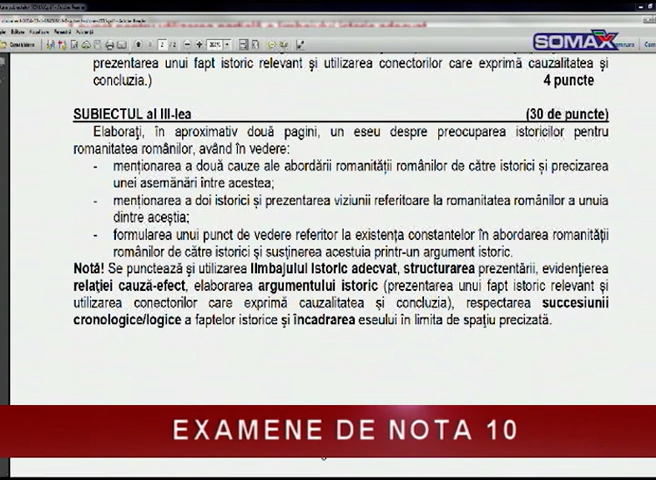 SOMAX
prezentarea unui fapt istoric relevant și utilizarea conectorilor care exprimă cauzalitatea și
concluzia.) 4 puncte
SUBIECTUL al III-lea (30 de puncte)
Elaborați, în aproximativ două pagini, un eseu despre preocuparea istoricilor pentru
romanitatea românilor, având în vedere:
- menționarea a două cauze ale abordării romanității românilor de către istorici și precizarea
unei asemănări între acestea;
- menționarea a doi istorici și prezentarea viziunii referitoare la romanitatea românilor a unuia
dintre aceștia;
- formularea unui punct de vedere referitor la existența constantelor în abordarea romanității
românilor de către istorici și susținerea acestuia printr-un argument istoric.
Notă! Se punctează și utilizarea limbajului istoric adecvat, structurarea prezentării, evidențierea
relației cauză-efect, elaborarea argumentului istoric (prezentarea unui fapt istoric relevant și
utilizarea conectorilor care exprimă cauzalitatea și concluzia), respectarea succesiunii
cronologice/logice a faptelor istorice și încadrarea eseului în limita de spațiu precizată.
EXAMENE DE NOTA 10